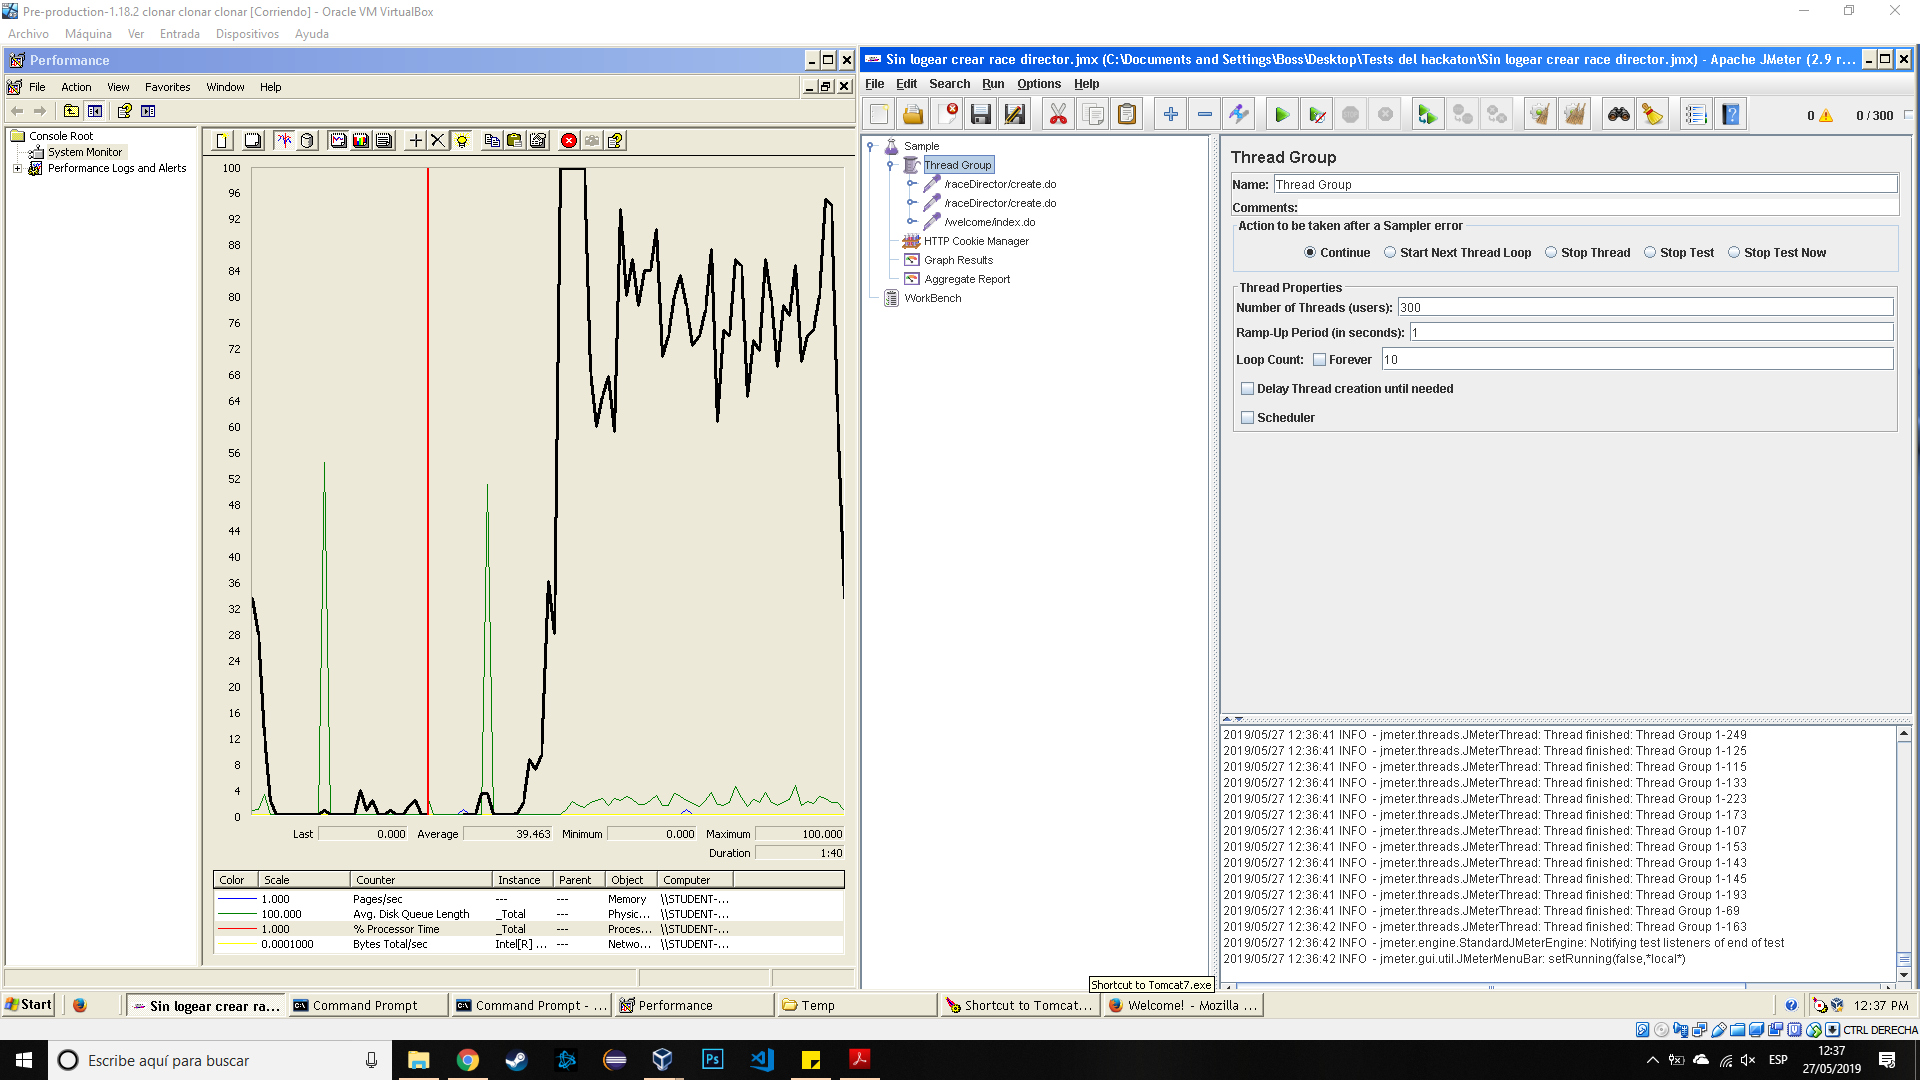 Pre-production-1.18.2 clonar clonar clonar [Corriendo] - Oracle VM VirtualBox
Archivo Máquina Ver Entrada Dispositivos Ayuda
Performance
File Action View Favorites Window Help
Console Root
System Monitor
Performance Logs and Alerts
100
96
92
88
84
80
76
72
68
64
60
56
52
48
44
40
36
32
28
24
20
16
12
8
4
0
Last 0.000 Average 39.463 Minimum 0.000 Maximum 100.000
Duration 1:40
Color Scale Counter Instance Parent Object Computer
1.000 Pages/sec --- --- Memory \\STUDENT-...
100.000 Avg. Disk Queue Length _Total --- Physic... \\STUDENT-...
1.000 % Processor Time _Total --- Proces... \\STUDENT-...
0.0001000 Bytes Total/sec Intel[R] ... --- Netwo... \\STUDENT-...
Sin logear crear race director.jmx (C:\Documents and Settings\Boss\Desktop\Tests del hackaton\Sin logear crear race director.jmx) - Apache JMeter (2.9 r...
File Edit Search Run Options Help
0 0 / 300
Sample
Thread Group
/raceDirector/create.do
/raceDirector/create.do
/welcome/index.do
HTTP Cookie Manager
Graph Results
Aggregate Report
WorkBench
Thread Group
Name: Thread Group
Comments:
Action to be taken after a Sampler error
Continue Start Next Thread Loop Stop Thread Stop Test Stop Test Now
Thread Properties
Number of Threads (users): 300
Ramp-Up Period (in seconds): 1
Loop Count: Forever 10
Delay Thread creation until needed
Scheduler
2019/05/27 12:36:41 INFO - jmeter.threads.JMeterThread: Thread finished: Thread Group 1-249
2019/05/27 12:36:41 INFO - jmeter.threads.JMeterThread: Thread finished: Thread Group 1-125
2019/05/27 12:36:41 INFO - jmeter.threads.JMeterThread: Thread finished: Thread Group 1-115
2019/05/27 12:36:41 INFO - jmeter.threads.JMeterThread: Thread finished: Thread Group 1-133
2019/05/27 12:36:41 INFO - jmeter.threads.JMeterThread: Thread finished: Thread Group 1-223
2019/05/27 12:36:41 INFO - jmeter.threads.JMeterThread: Thread finished: Thread Group 1-173
2019/05/27 12:36:41 INFO - jmeter.threads.JMeterThread: Thread finished: Thread Group 1-107
2019/05/27 12:36:41 INFO - jmeter.threads.JMeterThread: Thread finished: Thread Group 1-153
2019/05/27 12:36:41 INFO - jmeter.threads.JMeterThread: Thread finished: Thread Group 1-143
2019/05/27 12:36:41 INFO - jmeter.threads.JMeterThread: Thread finished: Thread Group 1-145
2019/05/27 12:36:41 INFO - jmeter.threads.JMeterThread: Thread finished: Thread Group 1-193
2019/05/27 12:36:41 INFO - jmeter.threads.JMeterThread: Thread finished: Thread Group 1-69
2019/05/27 12:36:42 INFO - jmeter.threads.JMeterThread: Thread finished: Thread Group 1-163
2019/05/27 12:36:42 INFO - jmeter.engine.StandardJMeterEngine: Notifying test listeners of end of test
2019/05/27 12:36:42 INFO - jmeter.gui.util.JMeterMenuBar: setRunning(false,*local*)
Shortcut to Tomcat7.exe
Start Sin logear crear ra... Command Prompt Command Prompt - ... Performance Temp Shortcut to Tomcat... Welcome! - Mozilla ... 12:37 PM
CTRL DERECHA
Escribe aquí para buscar
Ps
ESP
12:37
27/05/2019